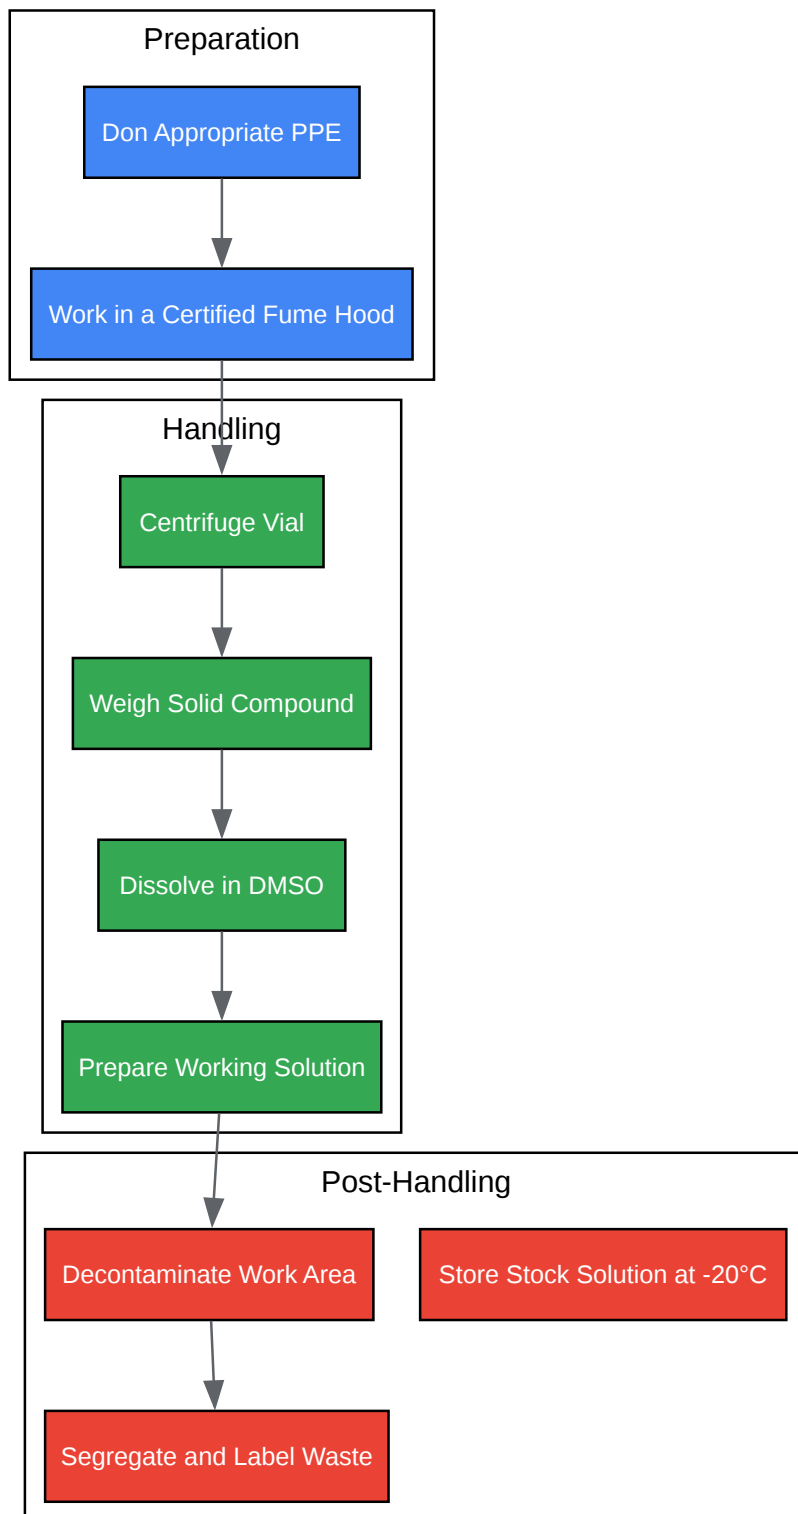 Preparation
Don Appropriate PPE
Work in a Certified Fume Hood
Handling
Centrifuge Vial
Weigh Solid Compound
Dissolve in DMSO
Prepare Working Solution
Post-Handling
Decontaminate Work Area
Store Stock Solution at -20°C
Segregate and Label Waste